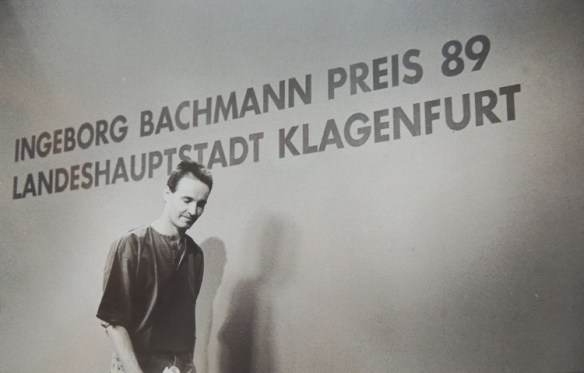 INGEBORG BACHMANN PREIS 89
LANDESHAUPTSTADT KLAGENFURT